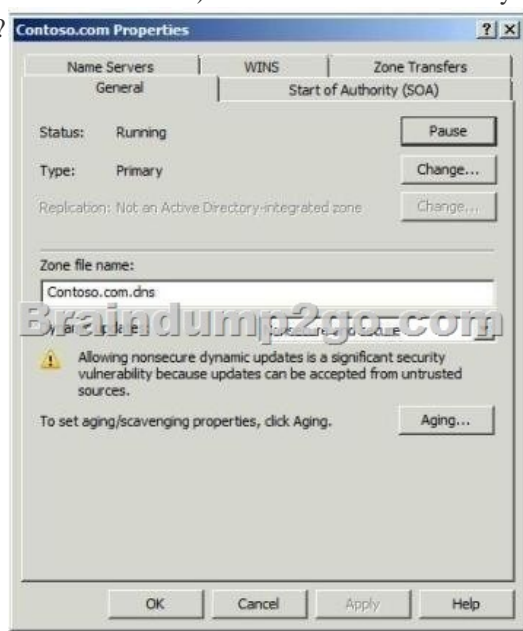 ?
Contoso.com Properties
Name Servers WINS Zone Transfers
General Start of Authority (SOA)
Status: Running Pause
Type: Primary Change...
Replication: Not an Active Directory-integrated zone Change...
Zone file name:
Contoso.com.dns
Braindump2go.com
Allowing nonsecure dynamic updates is a significant security
vulnerability because updates can be accepted from untrusted
sources.
To set aging/scavenging properties, click Aging. Aging...
OK Cancel Apply Help